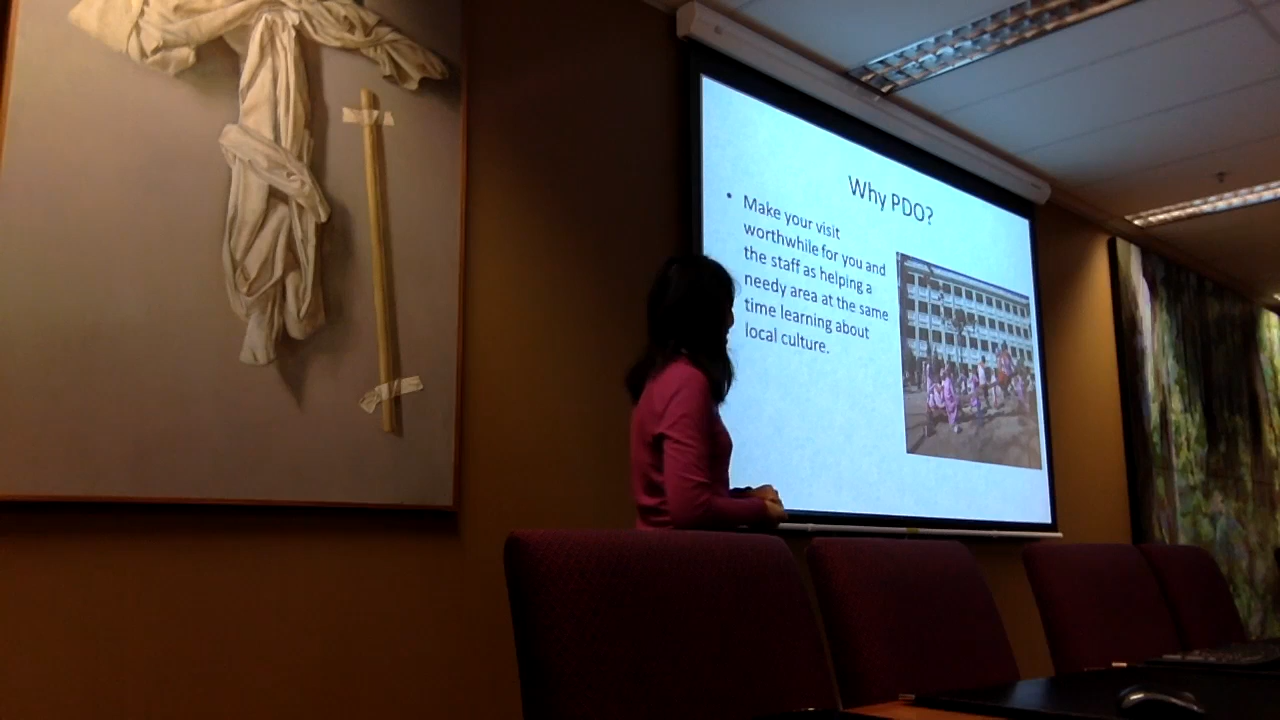 Why PDO?
• Make your visit
worthwhile for you and
the staff as helping a
needy area at the same
time learning about
local culture.